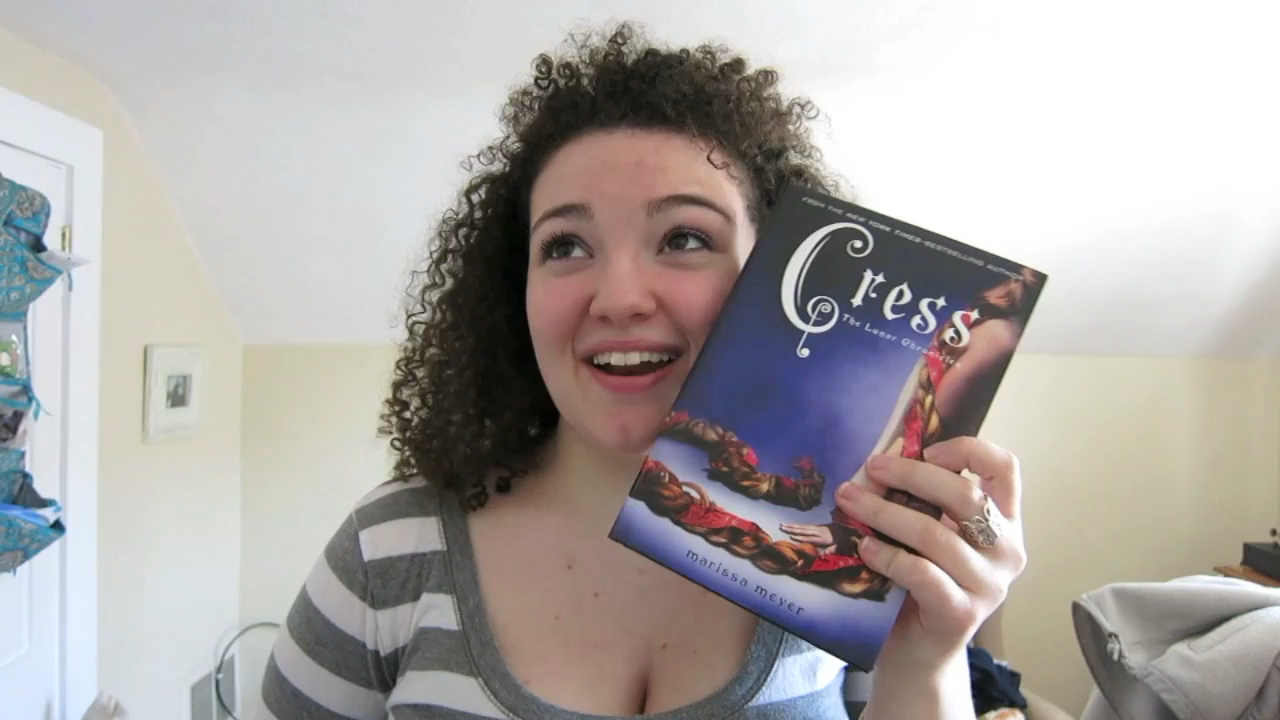 FROM THE NEW YORK TIMES-BESTSELLING AUTHOR
Cress
The Lunar Chronicles
marissa meyer